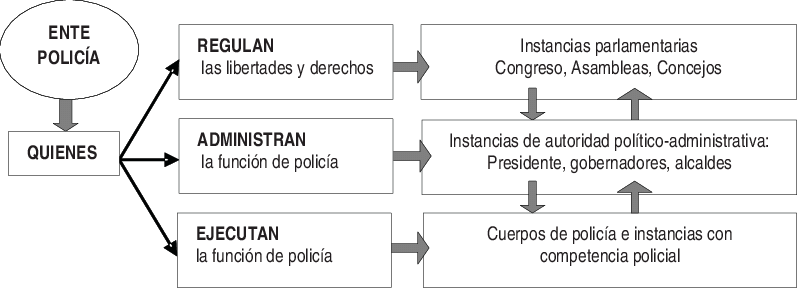 ENTE
POLICÍA
QUIENES
REGULAN
las libertades y derechos
Instancias parlamentarias
Congreso, Asambleas, Concejos
ADMINISTRAN
la función de policía
Instancias de autoridad político-administrativa:
Presidente, gobernadores, alcaldes
EJECUTAN
la función de policía
Cuerpos de policía e instancias con
competencia policial